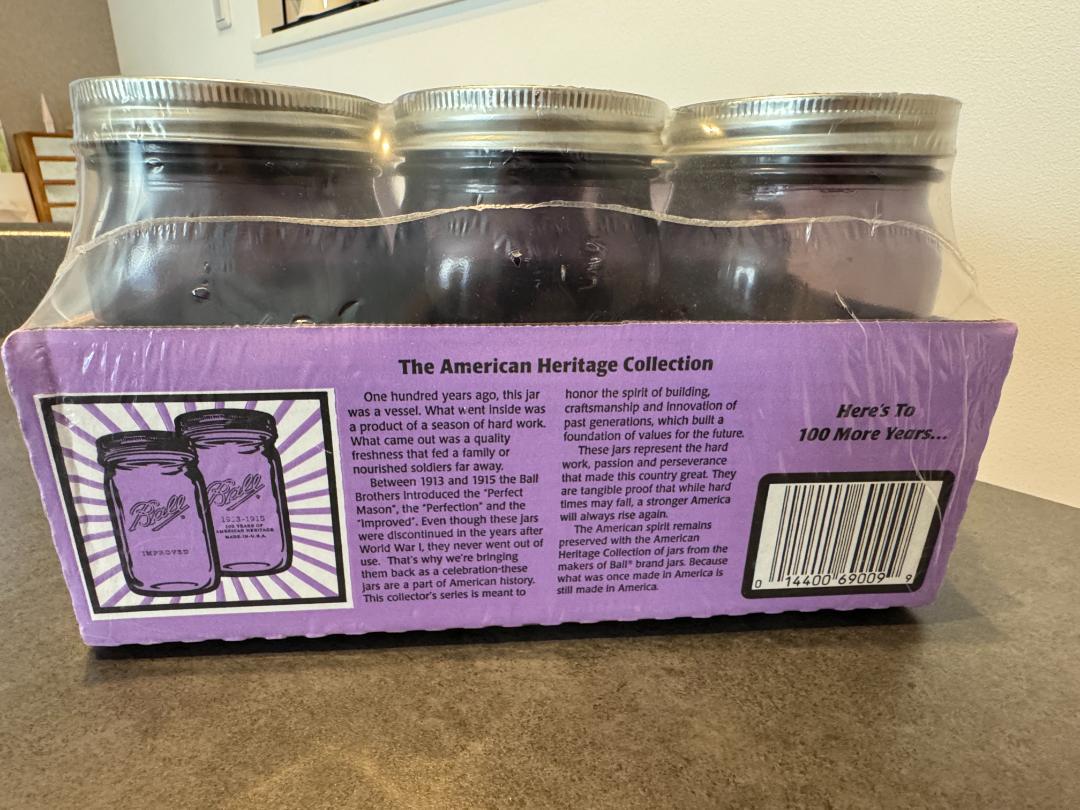 The American Heritage Collection
One hundred years ago, this jar
was a vessel. What went inside was
a product of a season of hard work.
What came out was a quality
freshness that fed a family or
nourished soldiers far away.
Between 1913 and 1915 the Ball
Brothers introduced the "Perfect
Mason", the "Perfection" and the
"Improved". Even though these jars
were discontinued in the years after
World War I, they never went out of
use. That's why we're bringing
them back as a celebration-these
jars are a part of American history.
This collector's series is meant to
honor the spirit of building,
craftsmanship and innovation of
past generations, which built a
foundation of values for the future.
These jars represent the hard
work, passion and perseverance
that made this country great. They
are tangible proof that while hard
times may fall, a stronger America
will always rise again.
The American spirit remains
preserved with the American
Heritage Collection of jars from the
makers of Ball® brand jars. Because
what was once made in America is
still made in America.
Here's To
100 More Years...
0 14400 69009 9
Ball
IMPROVED
Ball
1913-1915
100 YEARS OF
AMERICAN HERITAGE
MADE IN U.S.A.